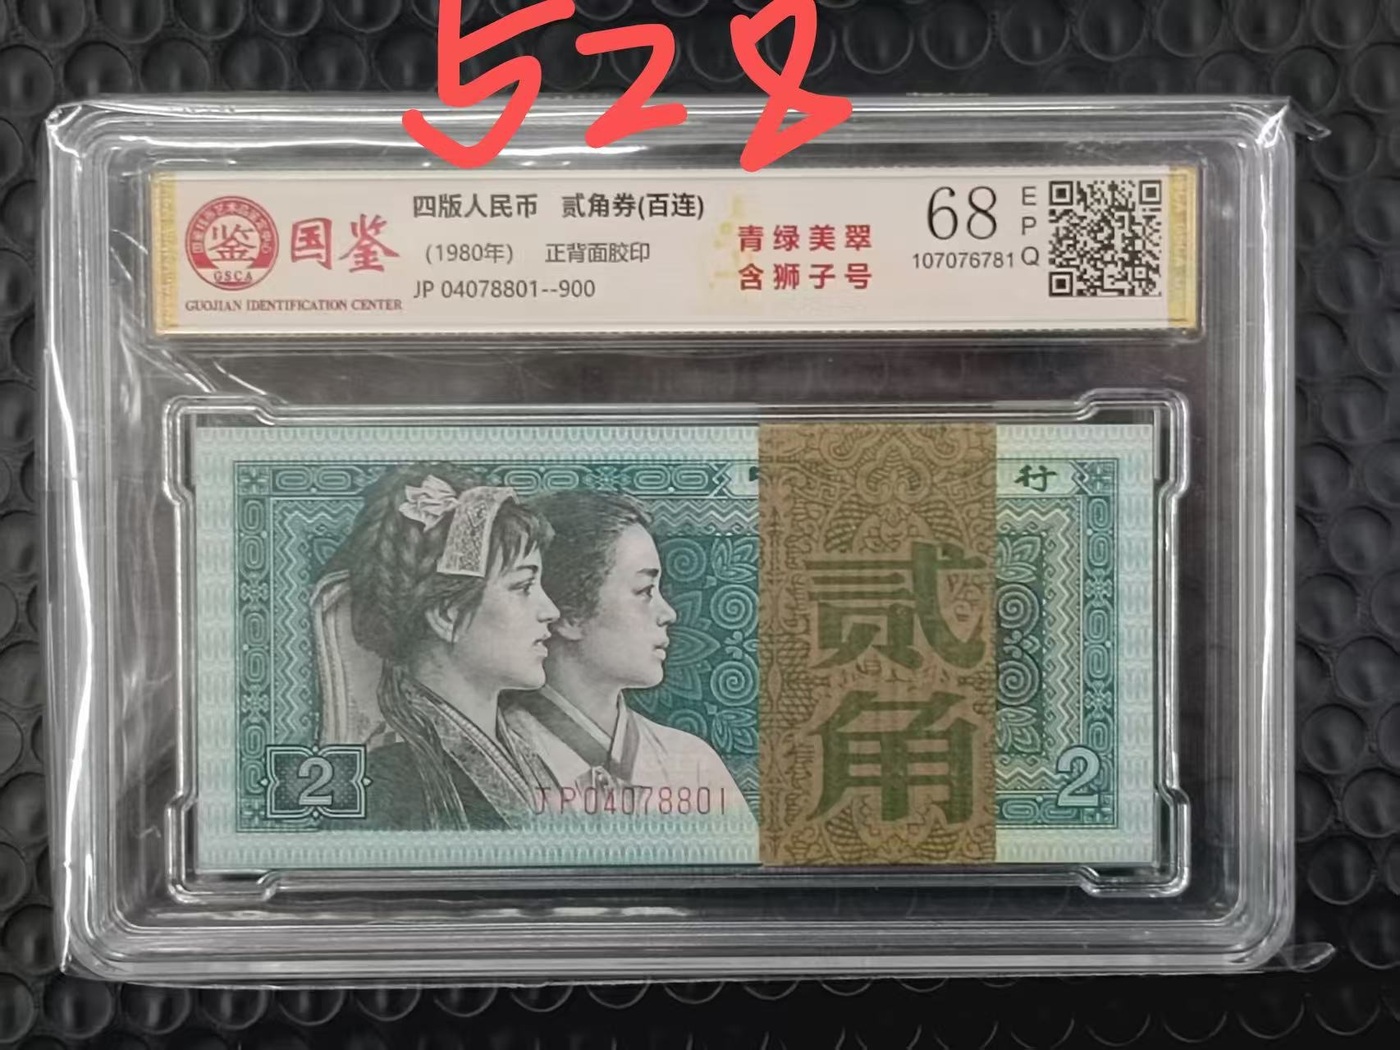 528
四版人民币 贰角券(百连)
(1980年) 正背面胶印
JP 04078801--900
国鉴
鉴
GSCA
GUOJIAN IDENTIFICATION CENTER
青绿美翠
含狮子号
68 EPQ
107076781
行
贰角
2
JP04078801
2